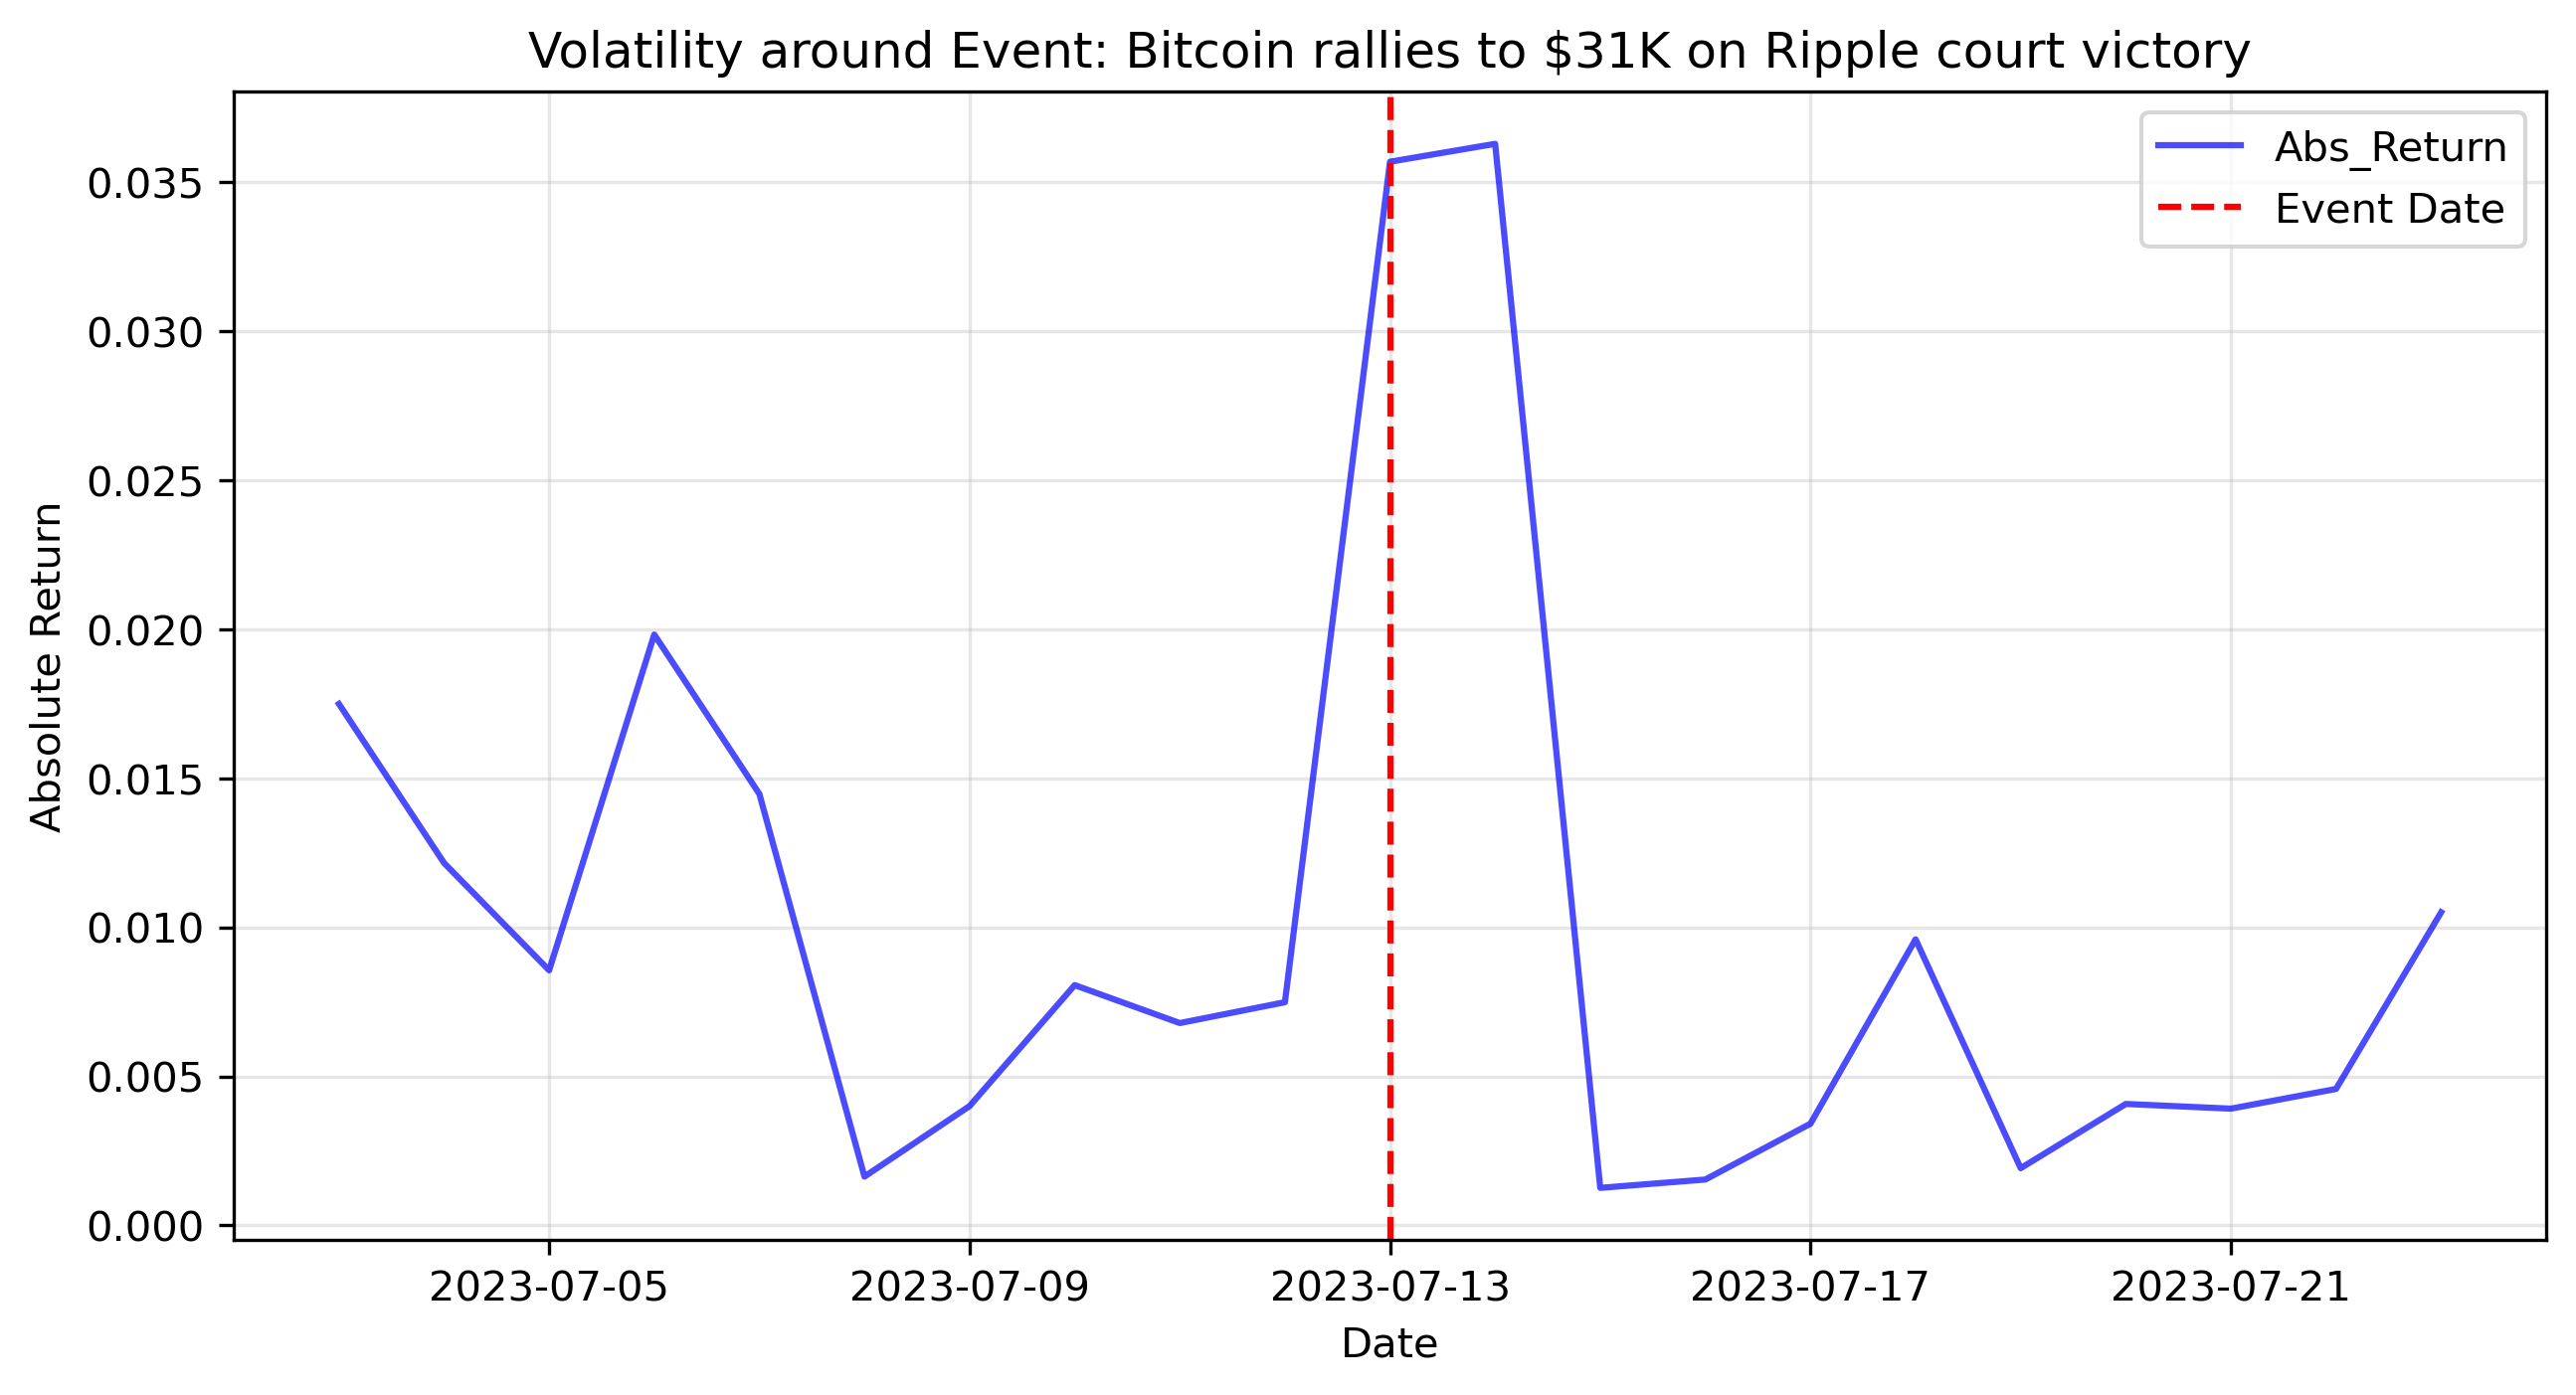 Volatility around Event: Bitcoin rallies to $31K on Ripple court victory
Abs_Return
Event Date
Absolute Return
0.035
0.030
0.025
0.020
0.015
0.010
0.005
0.000
2023-07-05 2023-07-09 2023-07-13 2023-07-17 2023-07-21
Date